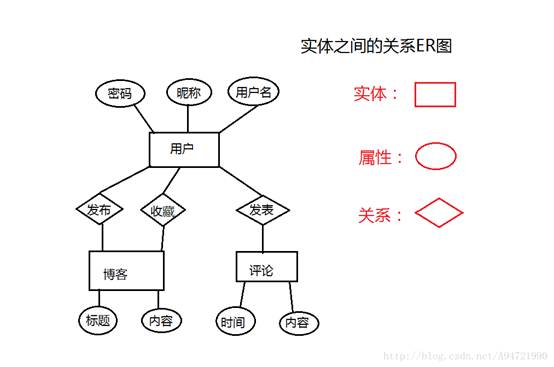 实体之间的关系ER图
实体：
属性：
关系：
密码
昵称
用户名
用户
发布
收藏
发表
博客
评论
标题
内容
时间
内容
http://blog.csdn.net/A94721990